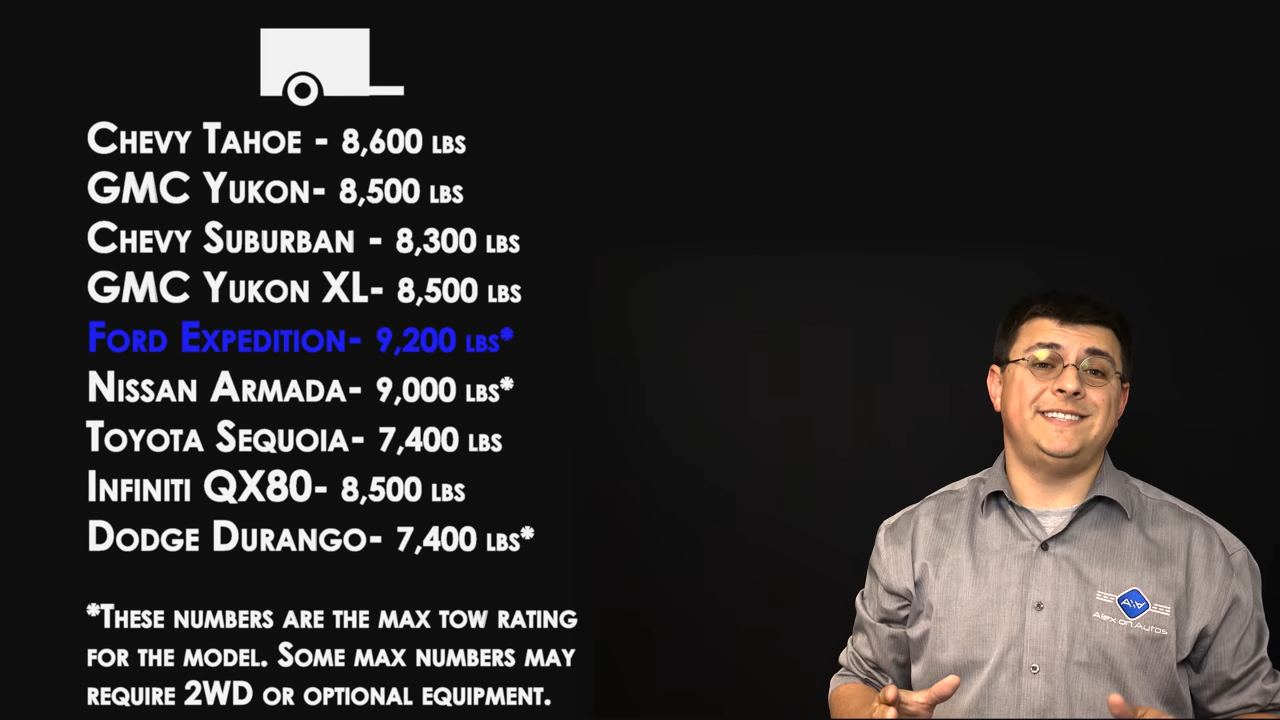 Chevy Tahoe - 8,600 lbs
GMC Yukon- 8,500 lbs
Chevy Suburban - 8,300 lbs
GMC Yukon XL- 8,500 lbs
Ford Expedition- 9,200 lbs*
Nissan Armada- 9,000 lbs*
Toyota Sequoia- 7,400 lbs
Infiniti QX80- 8,500 lbs
Dodge Durango- 7,400 lbs*
*These numbers are the max tow rating
for the model. Some max numbers may
require 2WD or optional equipment.
Alex on Autos